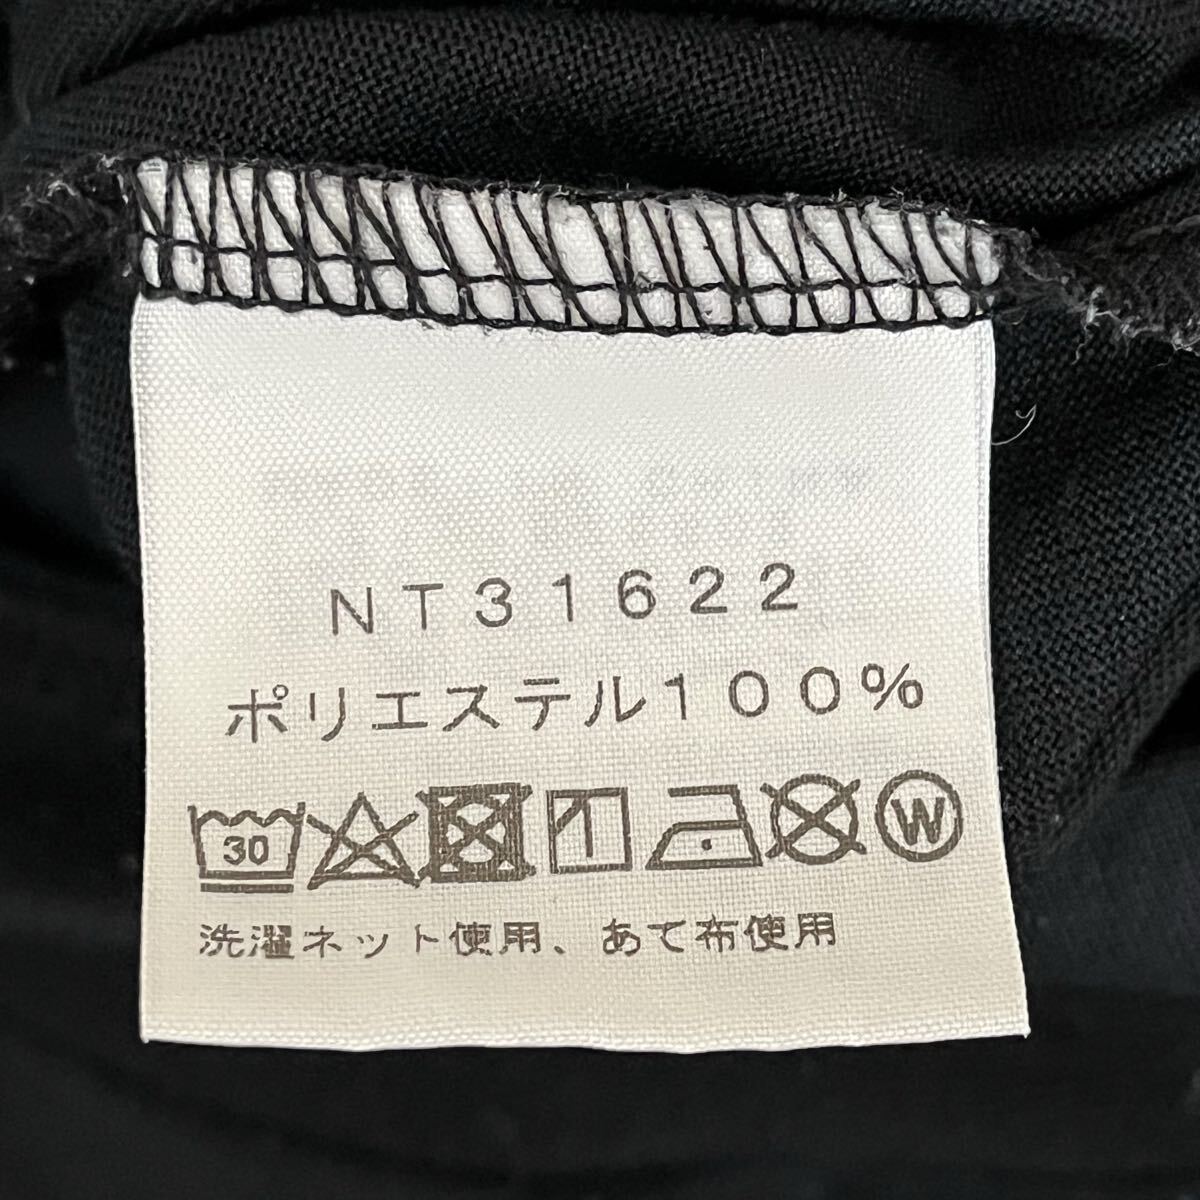 NT31622
ポリエステル100%
30 W
洗濯ネット使用、あて布使用